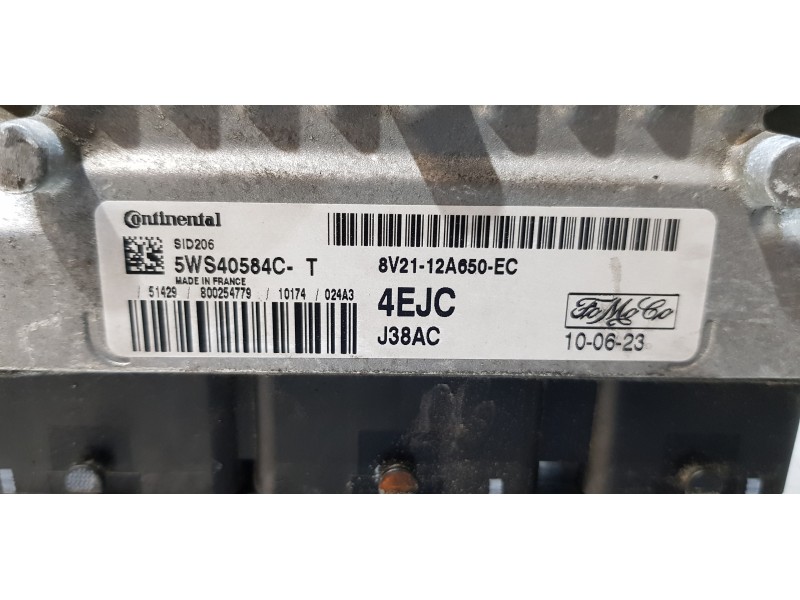 Continental
SID206
5WS40584C- T
MADE IN FRANCE
/ 51429 / 800254779 / 10174 / 024A3
8V21-12A650-EC
4EJC
J38AC
FoMoCo
10-06-23